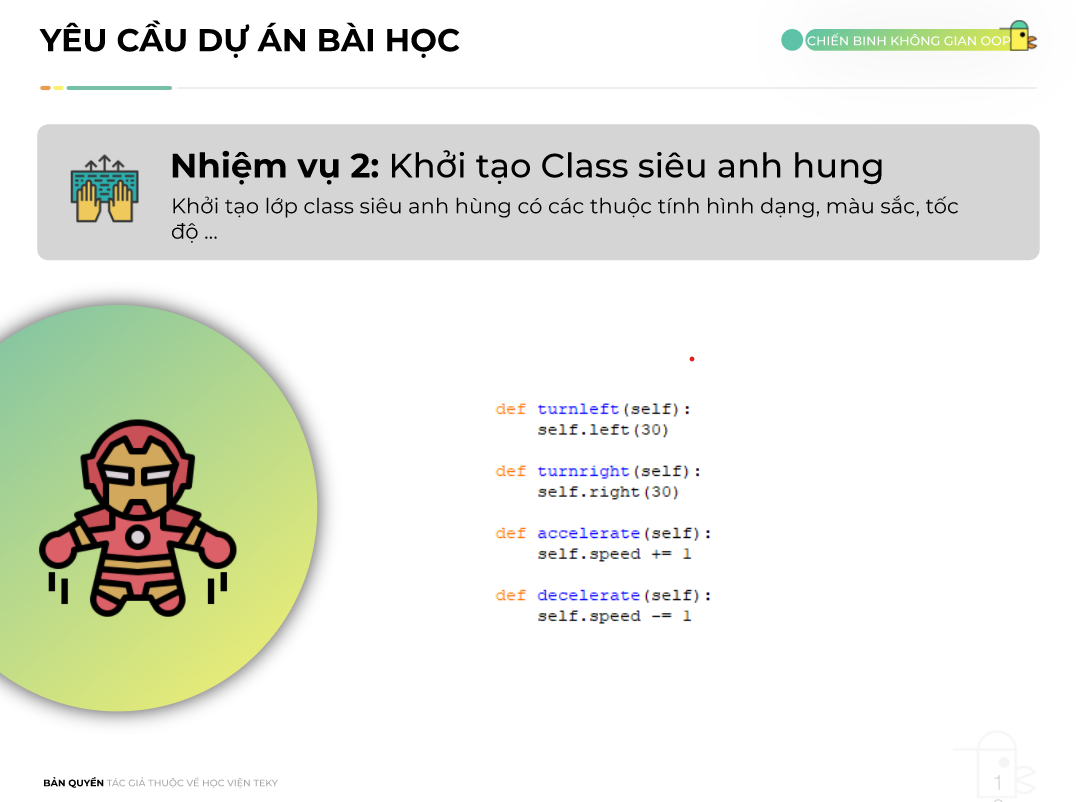 YÊU CẦU DỰ ÁN BÀI HỌC
CHIẾN BINH KHÔNG GIAN OOP
Nhiệm vụ 2: Khởi tạo Class siêu anh hung
Khởi tạo lớp class siêu anh hùng có các thuộc tính hình dạng, màu sắc, tốc
độ ...
def turnleft(self):
    self.left(30)
def turnright(self):
    self.right(30)
def accelerate(self):
    self.speed += 1
def decelerate(self):
    self.speed -= 1
BẢN QUYỀN TÁC GIẢ THUỘC VỀ HỌC VIỆN TEKY
1